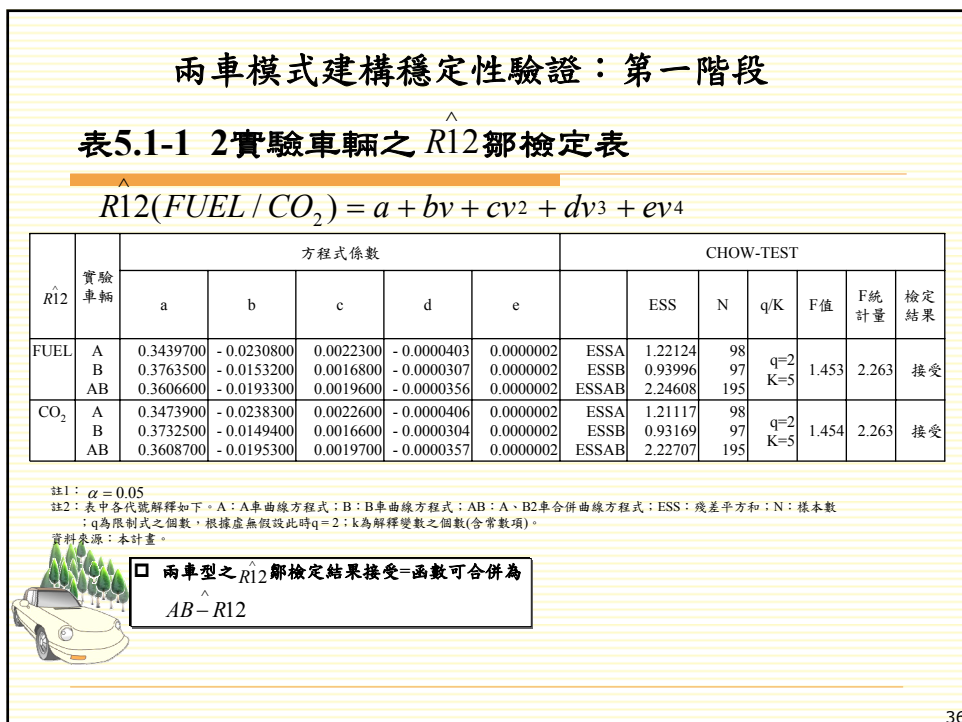 兩車模式建構穩定性驗證：第一階段
表5.1-1 2實驗車輛之 R̂12鄒檢定表
R̂12(FUEL / CO₂) = a + bv + cv2 + dv3 + ev4
R̂12 實驗車輛 方程式係數 CHOW-TEST
a b c d e ESS N q/K F值 F統計量 檢定結果
FUEL A 0.3439700 - 0.0230800 0.0022300 - 0.0000403 0.0000002 ESSA 1.22124 98 q=2 K=5 1.453 2.263 接受
B 0.3763500 - 0.0153200 0.0016800 - 0.0000307 0.0000002 ESSB 0.93996 97
AB 0.3606600 - 0.0193300 0.0019600 - 0.0000356 0.0000002 ESSAB 2.24608 195
CO₂ A 0.3473900 - 0.0238300 0.0022600 - 0.0000406 0.0000002 ESSA 1.21117 98 q=2 K=5 1.454 2.263 接受
B 0.3732500 - 0.0149400 0.0016600 - 0.0000304 0.0000002 ESSB 0.93169 97
AB 0.3608700 - 0.0195300 0.0019700 - 0.0000357 0.0000002 ESSAB 2.22707 195
註1： α = 0.05
註2：表中各代號解釋如下。A：A車曲線方程式；B：B車曲線方程式；AB：A、B2車合併曲線方程式；ESS：殘差平方和；N：樣本數
；q為限制式之個數，根據虛無假設此時q = 2；k為解釋變數之個數(含常數項)。
資料來源：本計畫。
兩車型之R̂12鄒檢定結果接受=函數可合併為
AB – R̂12
36